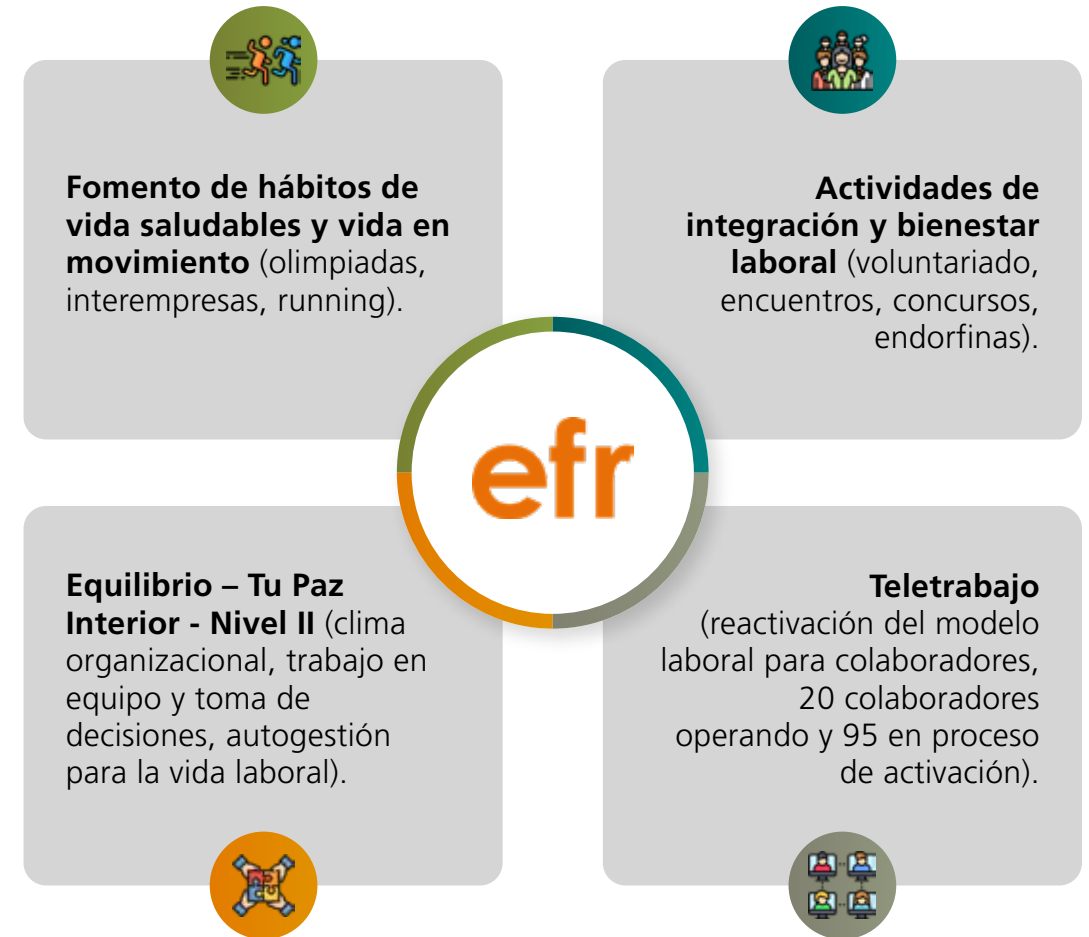 Fomento de hábitos de
vida saludables y vida en
movimiento (olimpiadas,
interempresas, running).
Actividades de
integración y bienestar
laboral (voluntariado,
encuentros, concursos,
endorfinas).
efr
Equilibrio – Tu Paz
Interior - Nivel II (clima
organizacional, trabajo en
equipo y toma de
decisiones, autogestión
para la vida laboral).
Teletrabajo
(reactivación del modelo
laboral para colaboradores,
20 colaboradores
operando y 95 en proceso
de activación).